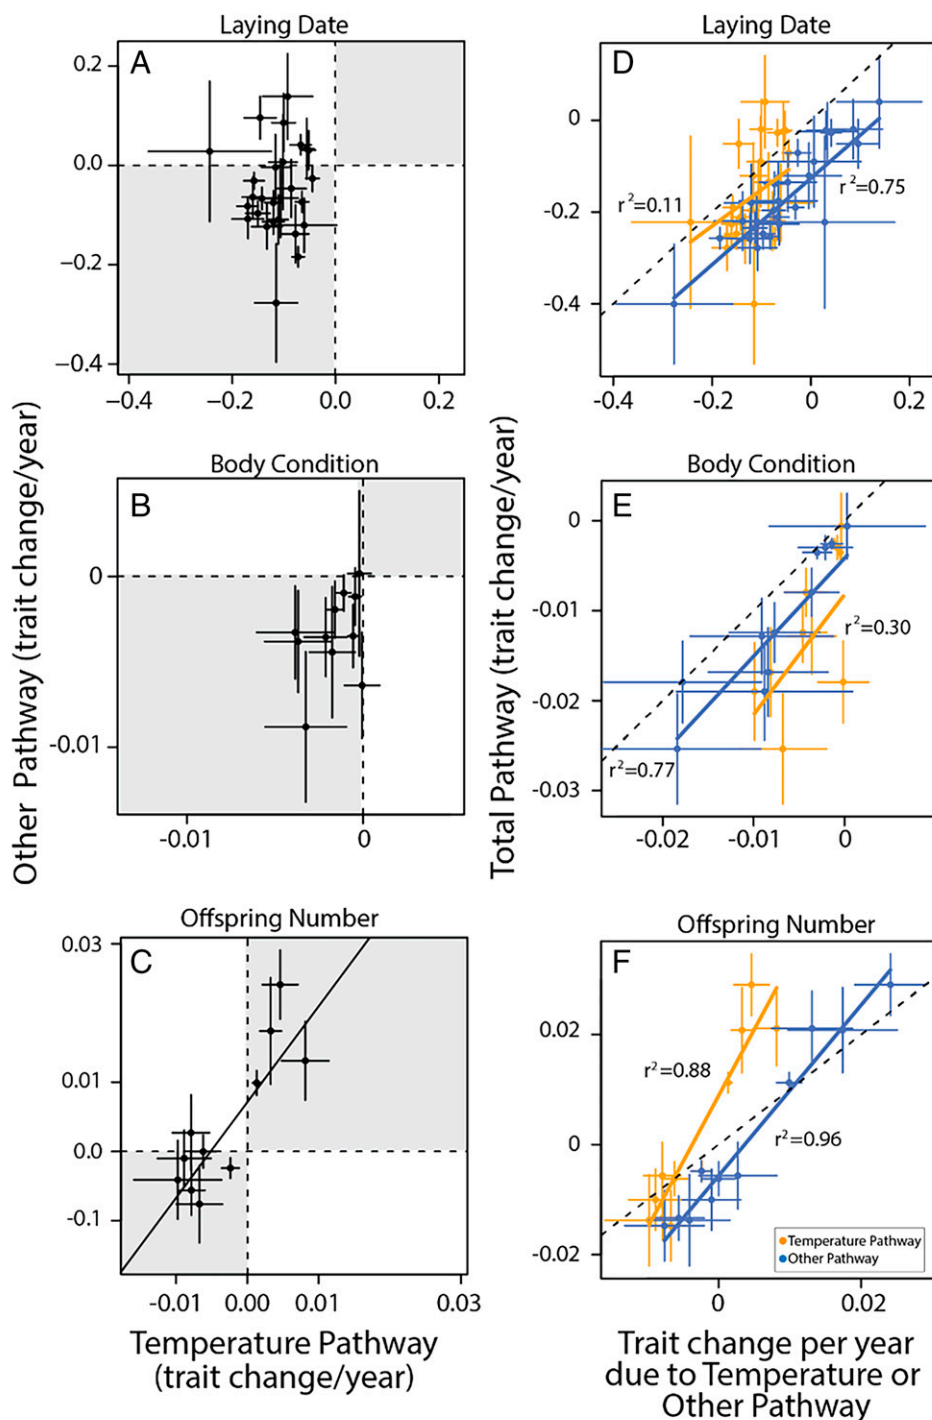 Laying Date
A
0.2
0.0
−0.2
−0.4
−0.4 −0.2 0.0 0.2
Body Condition
B
0
-0.01
-0.01 0
Offspring Number
C
0.03
0.01
0.0
-0.1
-0.01 0.00 0.01 0.03
Other Pathway (trait change/year)
Temperature Pathway
(trait change/year)
Laying Date
D
0
-0.2
-0.4
r²=0.11
r²=0.75
-0.4 -0.2 0 0.2
Body Condition
E
0
-0.01
-0.02
-0.03
r²=0.30
r²=0.77
-0.02 -0.01 0
Offspring Number
F
0.02
0
-0.02
r²=0.88
r²=0.96
Temperature Pathway
Other Pathway
0 0.02
Total Pathway (trait change/year)
Trait change per year
due to Temperature or
Other Pathway